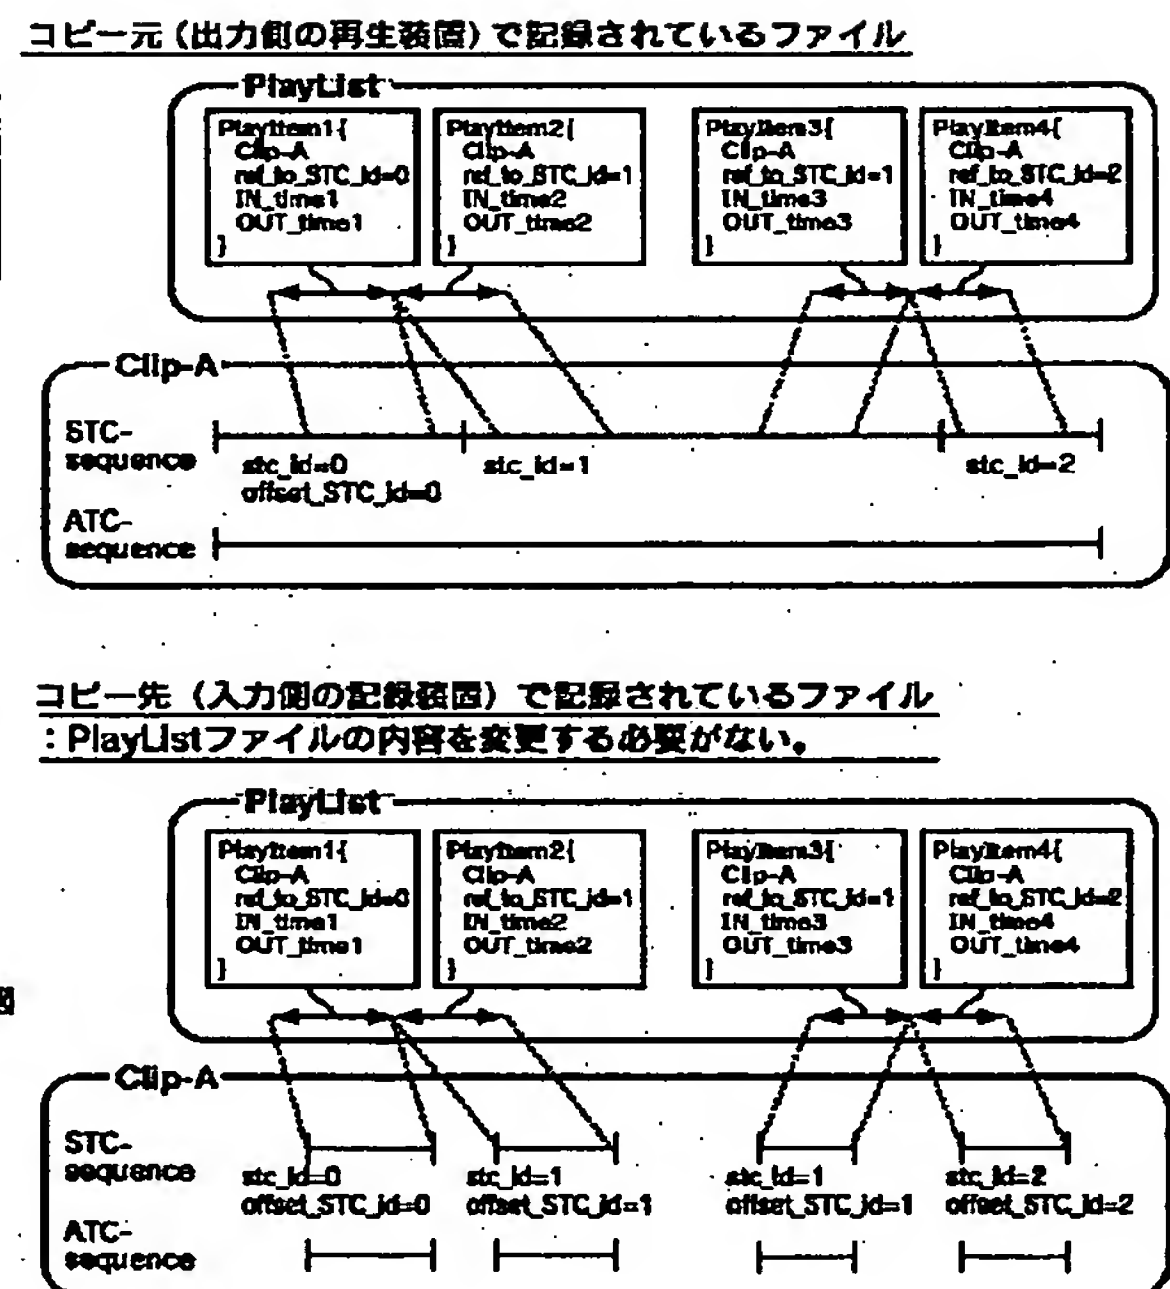 コピー元（出力側の再生装置）で記録されているファイル
PlayList
PlayItem1{
Clip-A
ref_to_STC_id=0
IN_time1
OUT_time1
}
PlayItem2{
Clip-A
ref_to_STC_id=1
IN_time2
OUT_time2
}
PlayItem3{
Clip-A
ref_to_STC_id=1
IN_time3
OUT_time3
}
PlayItem4{
Clip-A
ref_to_STC_id=2
IN_time4
OUT_time4
}
Clip-A
STC-
sequence
stc_id=0
offset_STC_id=0
stc_id=1
stc_id=2
ATC-
sequence
コピー先（入力側の記録装置）で記録されているファイル
：PlayListファイルの内容を変更する必要がない。
PlayList
PlayItem1{
Clip-A
ref_to_STC_id=0
IN_time1
OUT_time1
}
PlayItem2{
Clip-A
ref_to_STC_id=1
IN_time2
OUT_time2
}
PlayItem3{
Clip-A
ref_to_STC_id=1
IN_time3
OUT_time3
}
PlayItem4{
Clip-A
ref_to_STC_id=2
IN_time4
OUT_time4
}
Clip-A
STC-
sequence
stc_id=0
offset_STC_id=0
stc_id=1
offset_STC_id=1
stc_id=1
offset_STC_id=1
stc_id=2
offset_STC_id=2
ATC-
sequence